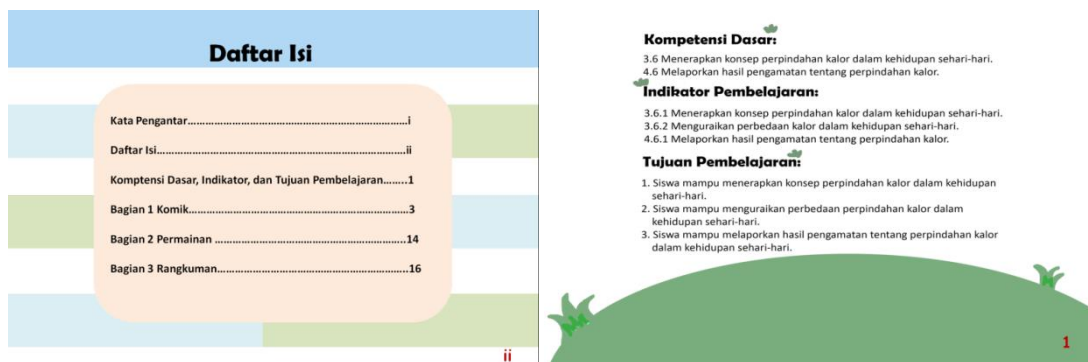 Daftar Isi
Kata Pengantar......................................................................i
Daftar Isi................................................................................ii
Komptensi Dasar, Indikator, dan Tujuan Pembelajaran........1
Bagian 1 Komik......................................................................3
Bagian 2 Permainan .............................................................14
Bagian 3 Rangkuman.............................................................16
ii
Kompetensi Dasar:
3.6 Menerapkan konsep perpindahan kalor dalam kehidupan sehari-hari.
4.6 Melaporkan hasil pengamatan tentang perpindahan kalor.
Indikator Pembelajaran:
3.6.1 Menerapkan konsep perpindahan kalor dalam kehidupan sehari-hari.
3.6.2 Menguraikan perbedaan kalor dalam kehidupan sehari-hari.
4.6.1 Melaporkan hasil pengamatan tentang perpindahan kalor.
Tujuan Pembelajaran:
1. Siswa mampu menerapkan konsep perpindahan kalor dalam kehidupan
sehari-hari.
2. Siswa mampu menguraikan perbedaan perpindahan kalor dalam
kehidupan sehari-hari.
3. Siswa mampu melaporkan hasil pengamatan tentang perpindahan kalor
dalam kehidupan sehari-hari.
1